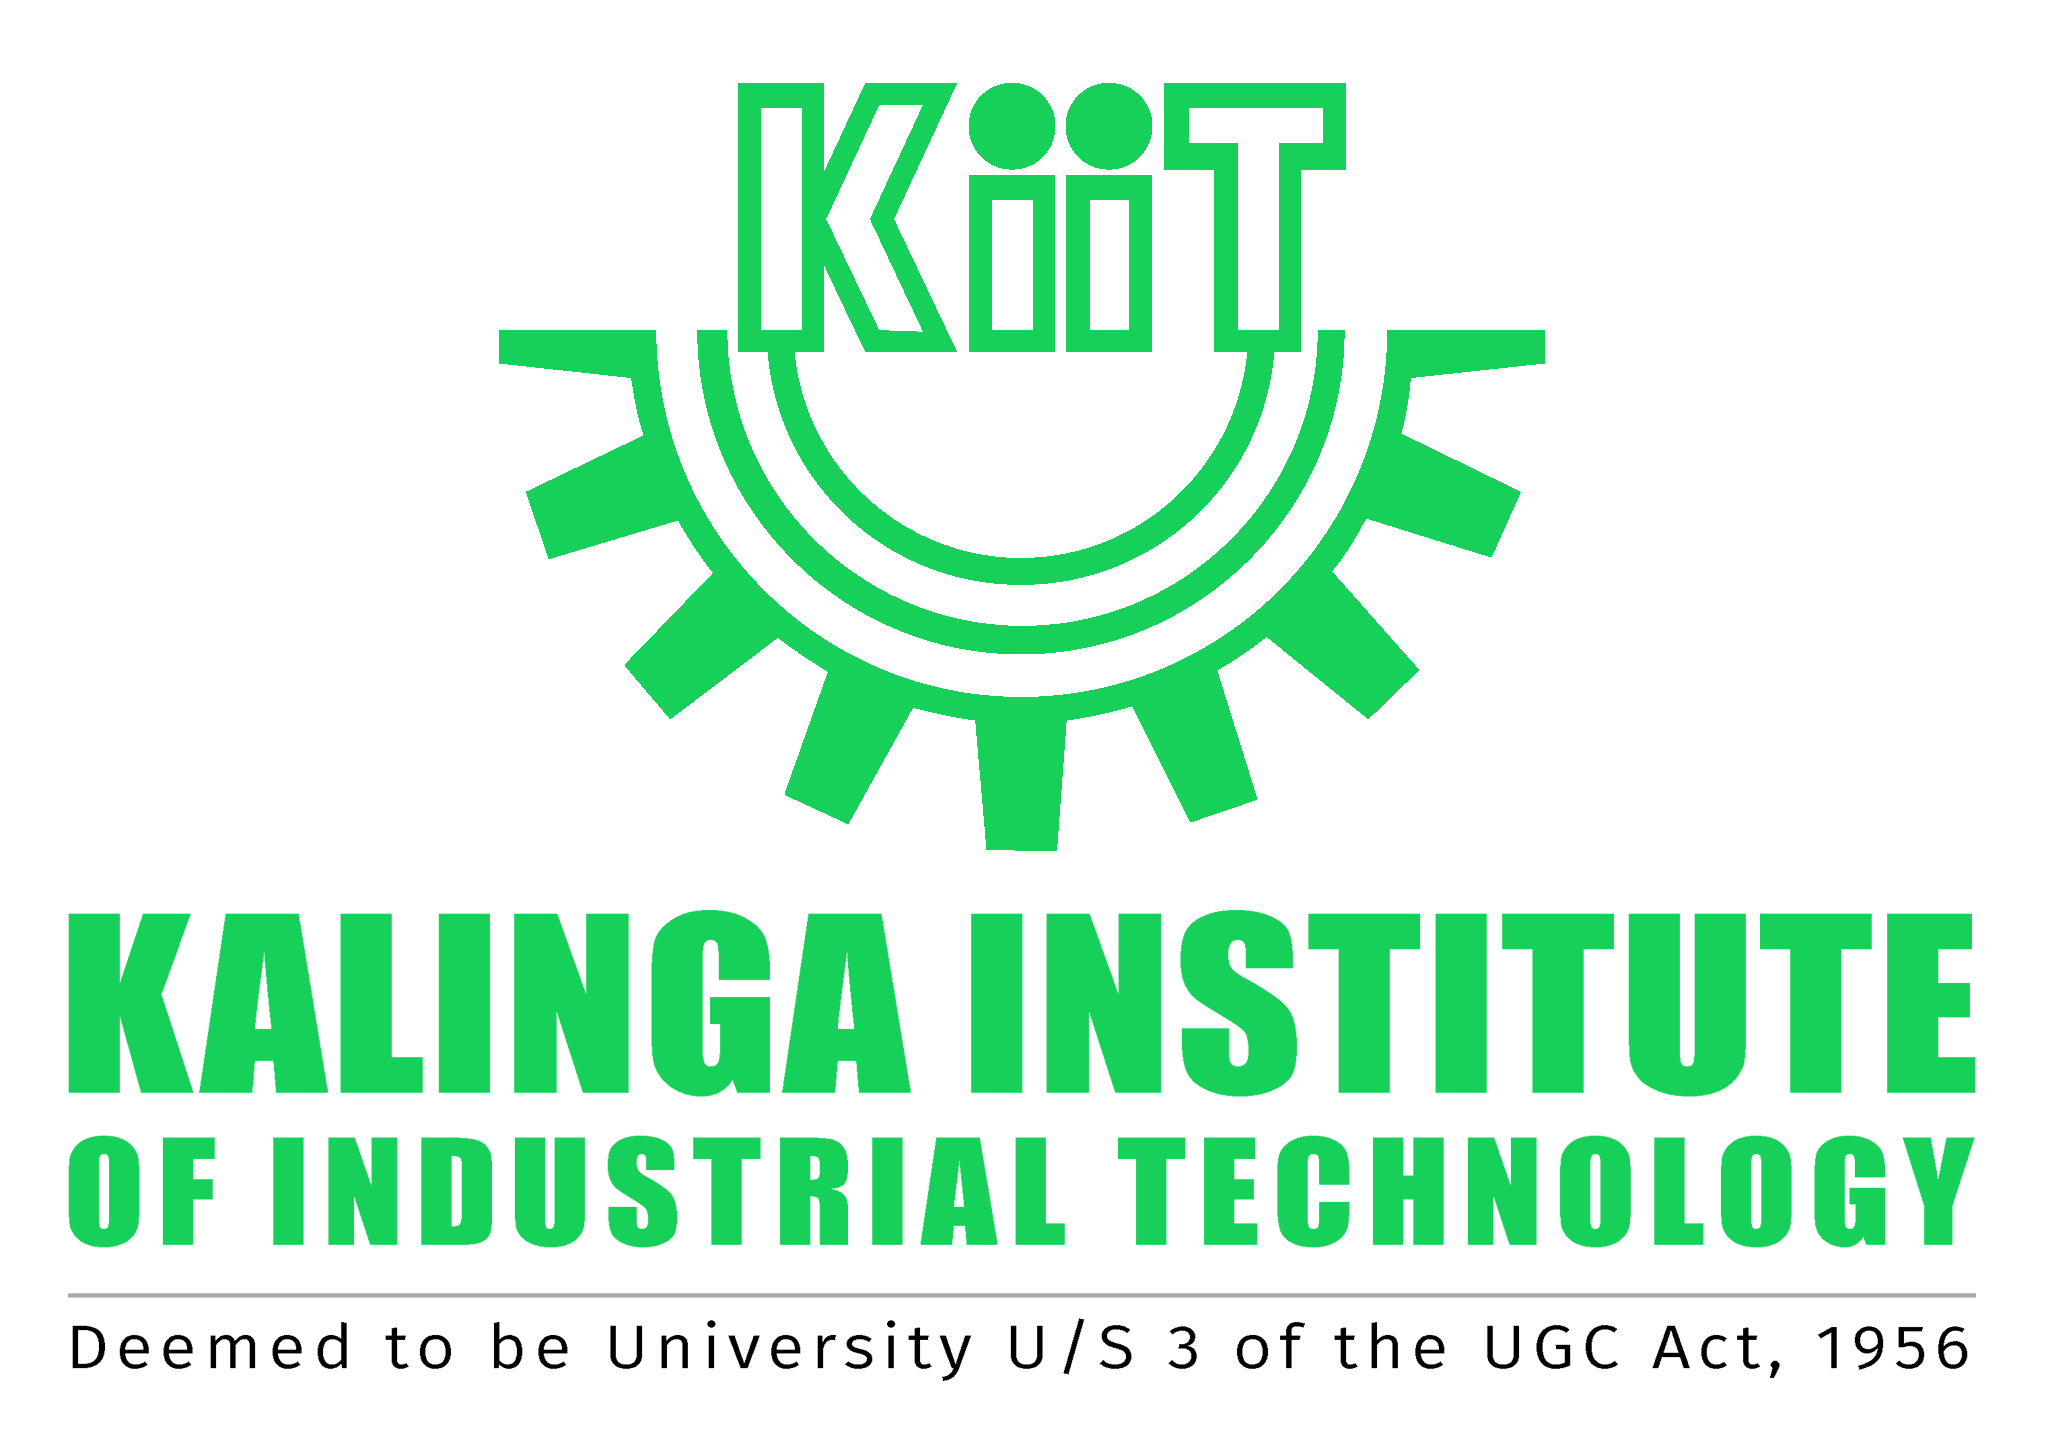 KiiT
KALINGA INSTITUTE
OF INDUSTRIAL TECHNOLOGY
Deemed to be University U/S 3 of the UGC Act, 1956